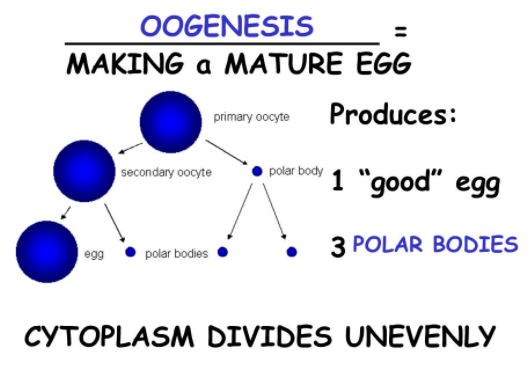 OOGENESIS =
MAKING a MATURE EGG
primary oocyte
Produces:
secondary oocyte
polar body
1 "good" egg
egg
polar bodies
3 POLAR BODIES
CYTOPLASM DIVIDES UNEVENLY